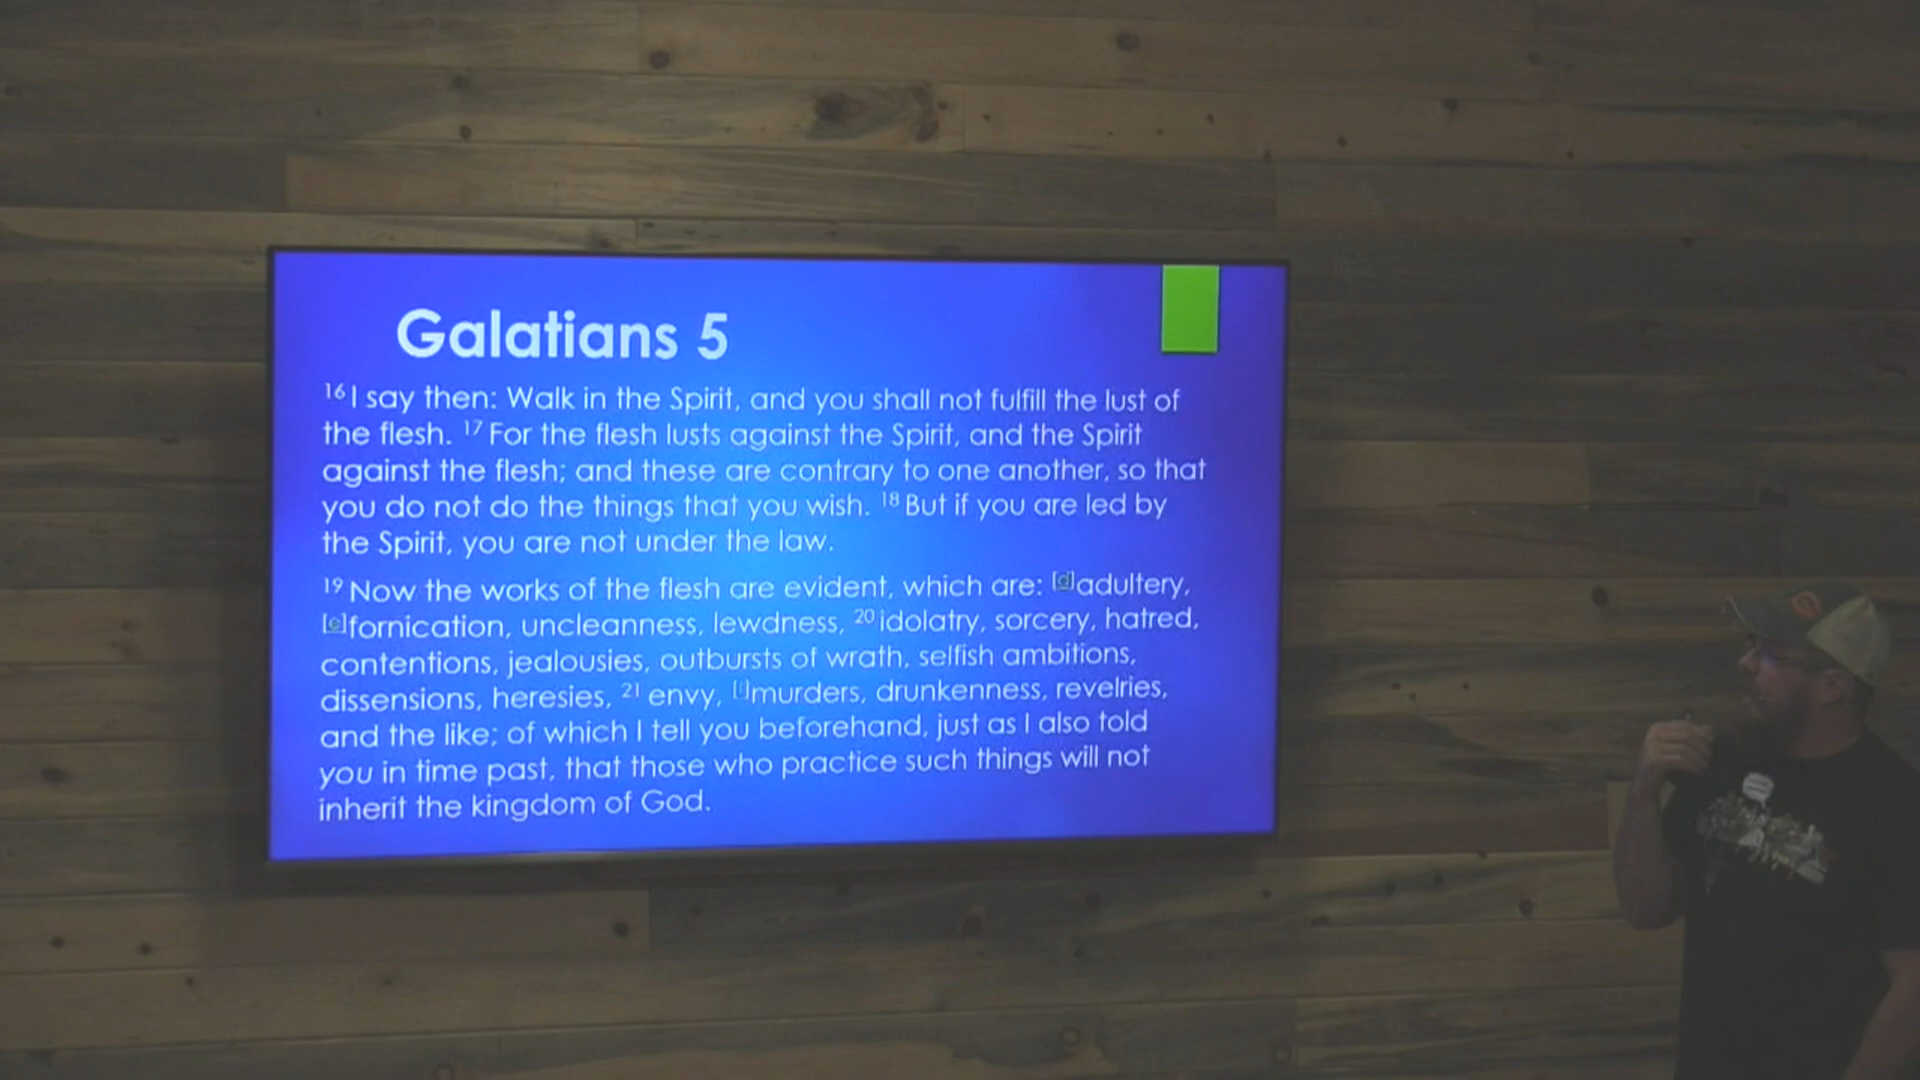 Galatians 5
16 I say then: Walk in the Spirit, and you shall not fulfill the lust of
the flesh. 17 For the flesh lusts against the Spirit, and the Spirit
against the flesh; and these are contrary to one another, so that
you do not do the things that you wish. 18 But if you are led by
the Spirit, you are not under the law.
19 Now the works of the flesh are evident, which are: [d]adultery,
[e]fornication, uncleanness, lewdness, 20 idolatry, sorcery, hatred,
contentions, jealousies, outbursts of wrath, selfish ambitions,
dissensions, heresies, 21 envy, [f]murders, drunkenness, revelries,
and the like; of which I tell you beforehand, just as I also told
you in time past, that those who practice such things will not
inherit the kingdom of God.